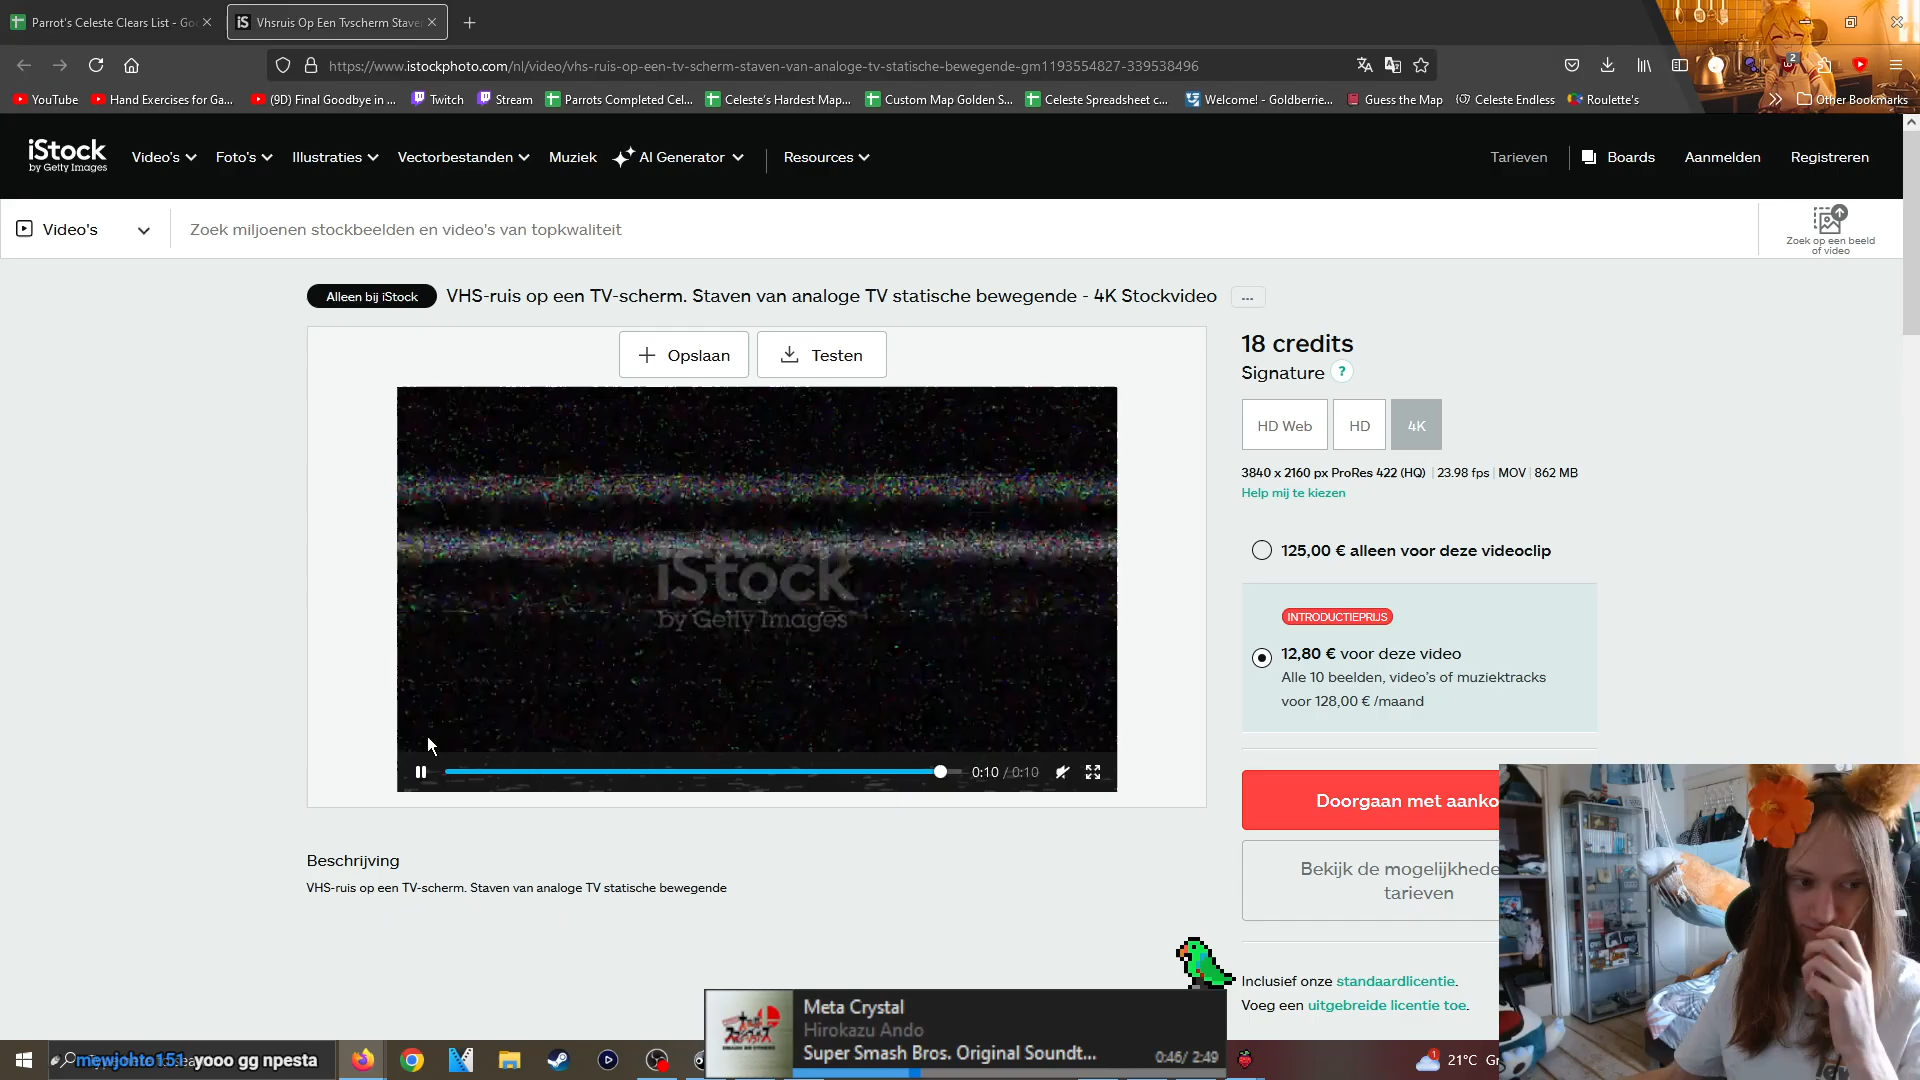 Parrot's Celeste Clears List - Go
Vhsruis Op Een Tvscherm Stave
https://www.istockphoto.com/nl/video/vhs-ruis-op-een-tv-scherm-staven-van-analoge-tv-statische-bewegende-gm1193554827-339538496
2
YouTube
Hand Exercises for Ga...
(9D) Final Goodbye in ...
Twitch
Stream
Parrots Completed Cel...
Celeste's Hardest Map...
Custom Map Golden S...
Celeste Spreadsheet c...
Welcome! - Goldberrie...
Guess the Map
Celeste Endless
Roulette's
Other Bookmarks
iStock
by Getty Images
Video's
Foto's
Illustraties
Vectorbestanden
Muziek
AI Generator
Resources
Tarieven
Boards
Aanmelden
Registreren
Video's
Zoek miljoenen stockbeelden en video's van topkwaliteit
Zoek op een beeld
of video
Alleen bij iStock
VHS-ruis op een TV-scherm. Staven van analoge TV statische bewegende - 4K Stockvideo
...
Opslaan
Testen
iStock
by Getty Images
0:10 / 0:10
18 credits
Signature ?
HD Web
HD
4K
3840 x 2160 px ProRes 422 (HQ) | 23.98 fps | MOV | 862 MB
Help mij te kiezen
125,00 € alleen voor deze videoclip
INTRODUCTIEPRIJS
12,80 € voor deze video
Alle 10 beelden, video's of muziektracks
voor 128,00 € /maand
Doorgaan met aanko
Bekijk de mogelijkhede
tarieven
Beschrijving
VHS-ruis op een TV-scherm. Staven van analoge TV statische bewegende
Inclusief onze standaardlicentie.
Voeg een uitgebreide licentie toe.
Meta Crystal
Hirokazu Ando
Super Smash Bros. Original Soundt...
0:46/ 2:49
mewjohto151 yooo gg npesta
1
21°C Gr